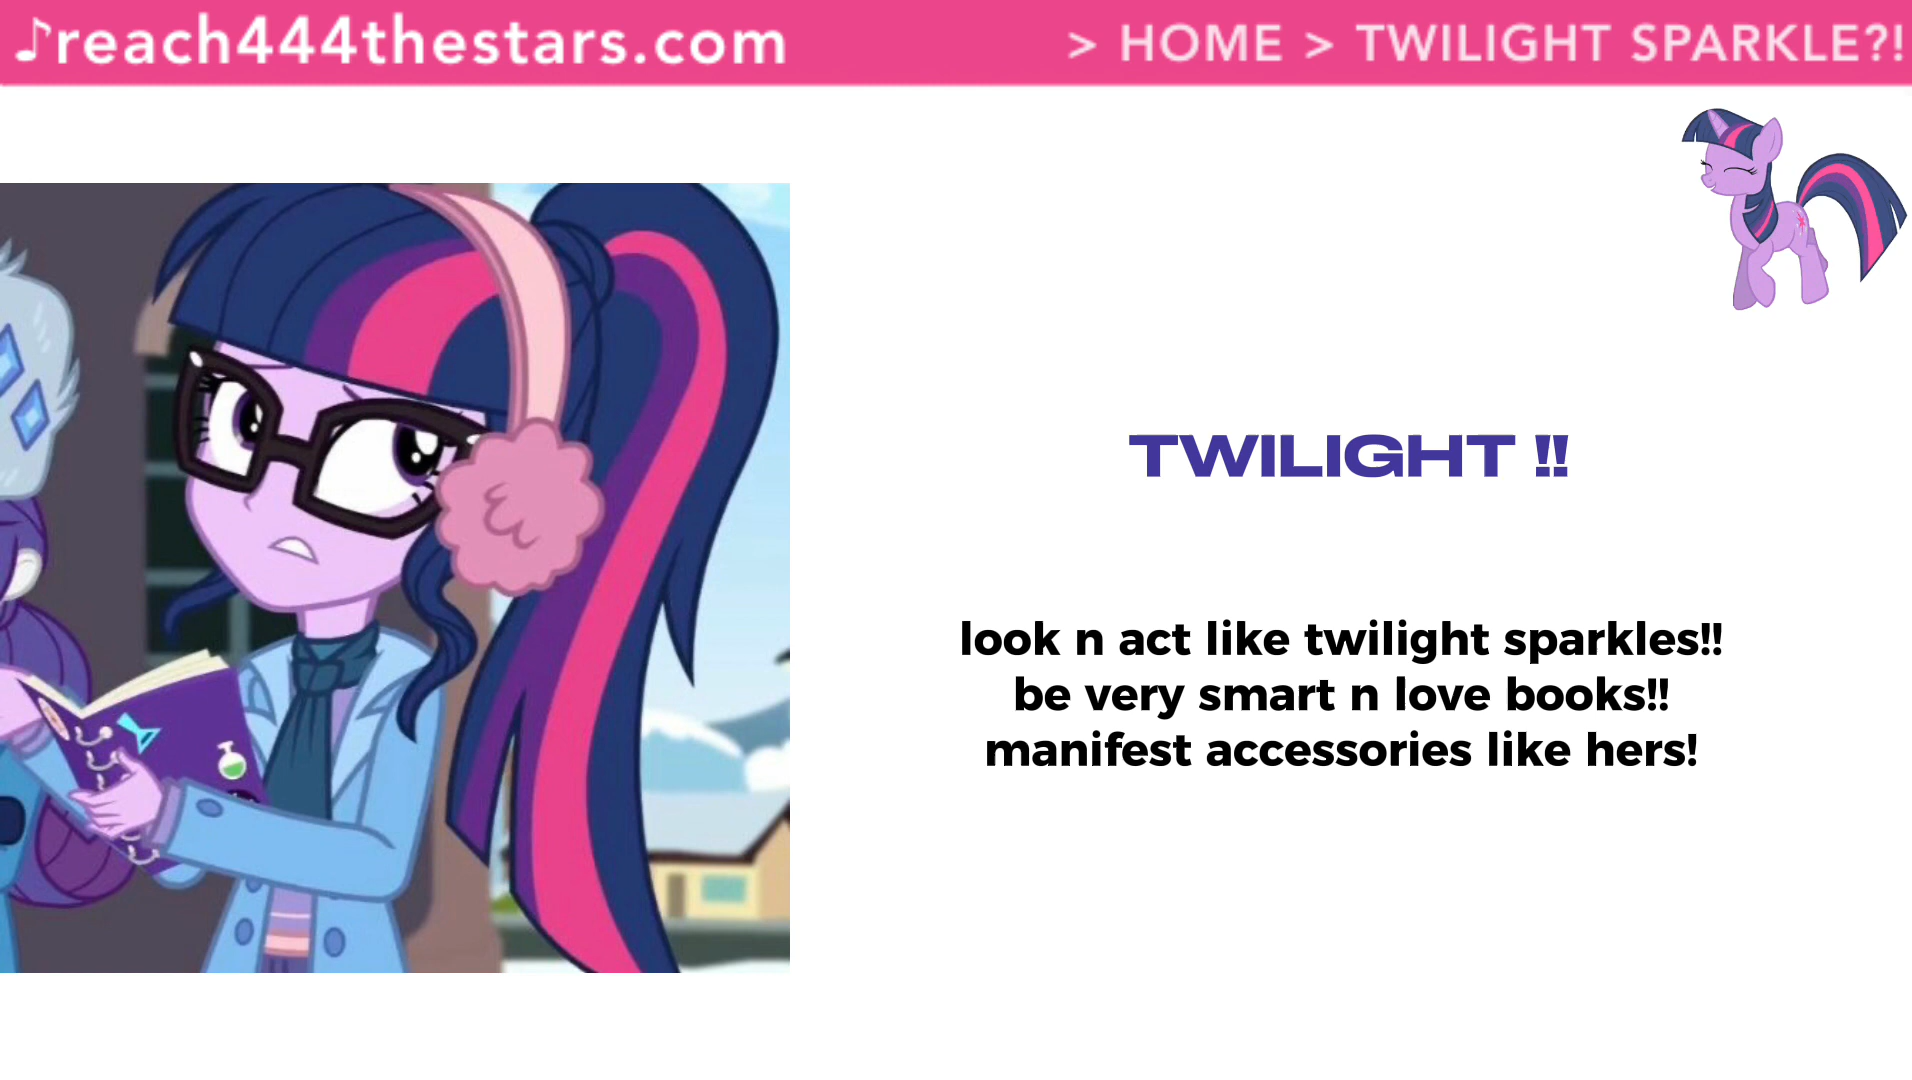 ♪reach444thestars.com
> HOME > TWILIGHT SPARKLE?!
TWILIGHT !!
look n act like twilight sparkles!!
be very smart n love books!!
manifest accessories like hers!